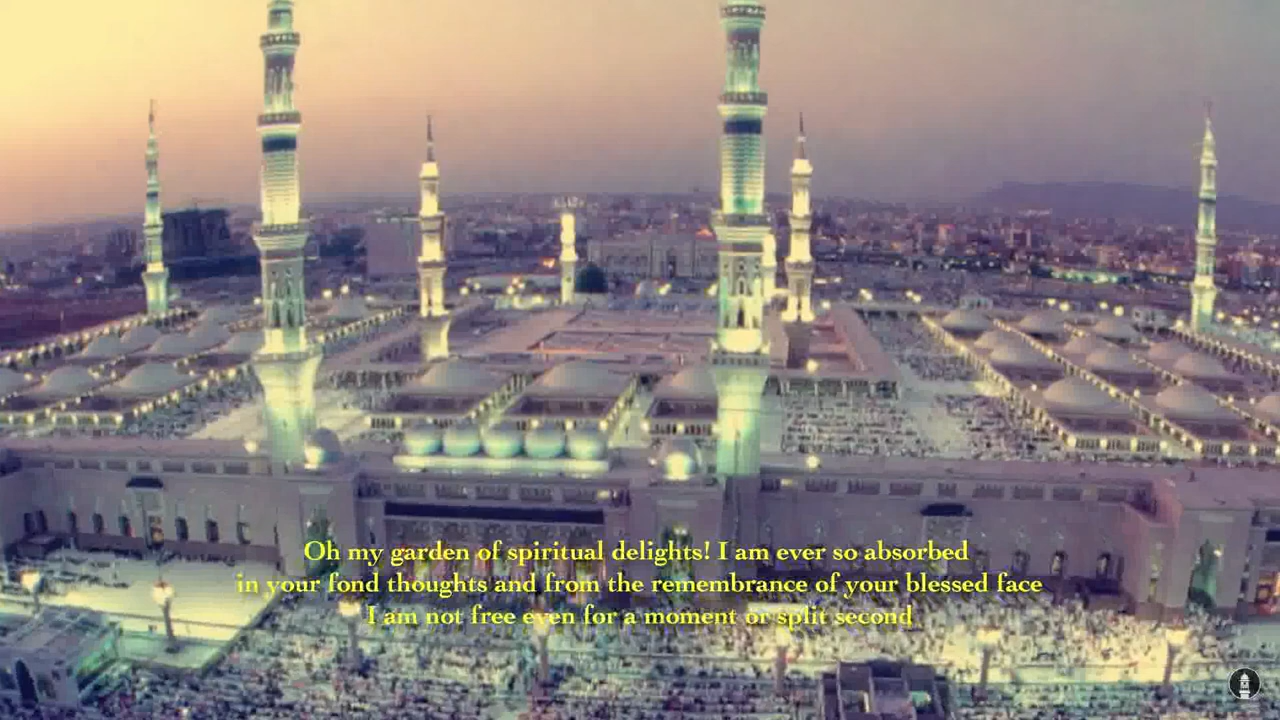 Oh my garden of spiritual delights! I am ever so absorbed
in your fond thoughts and from the remembrance of your blessed face
I am not free even for a moment or split second